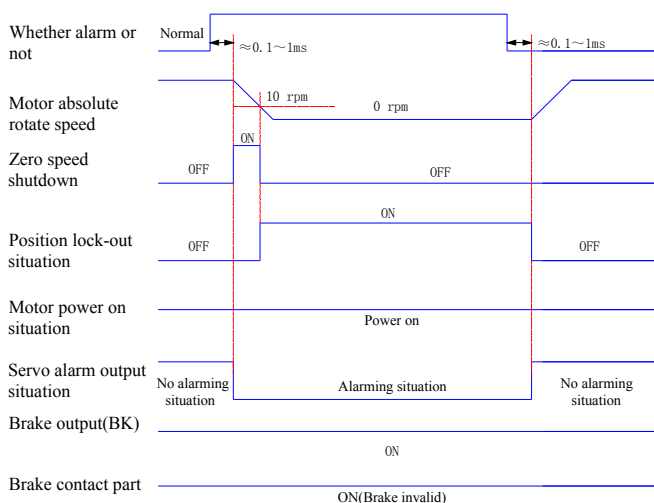 Whether alarm or
not
Normal
≈0.1～1ms
≈0.1～1ms
Motor absolute
rotate speed
10 rpm
0 rpm
Zero speed
shutdown
OFF
ON
OFF
Position lock-out
situation
OFF
ON
OFF
Motor power on
situation
Power on
Servo alarm output
situation
No alarming
situation
Alarming situation
No alarming
situation
Brake output(BK)
ON
Brake contact part
ON(Brake invalid)